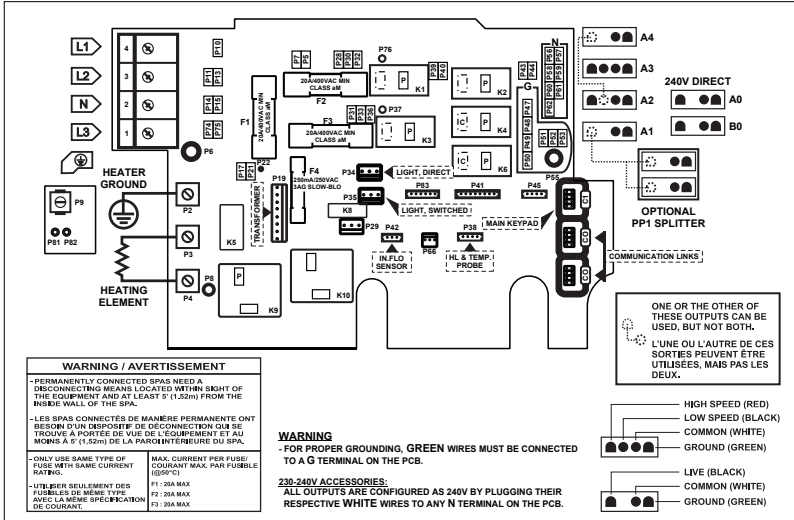 L1
L2
N
L3
4
3
2
1
P10
P11
P13
P14
P15
P74
P75
P6
P7
P5
P28
P30
P32
P76
20A/400VAC MIN
CLASS aM
F2
F1
20A/400VAC MIN
CLASS aM
P31
P33
P36
P37
20A/400VAC MIN
CLASS aM
F3
P
K1
P39
P40
P
K3
K2
C
K4
C
K6
P43
P44
N
P56
P57
P58
P59
P60
P61
P62
G
P47
P48
P49
P50
P51
P52
P53
P55
A4
A3
A2
A1
240V DIRECT
A0
B0
OPTIONAL
PP1 SPLITTER
P17
P21
P22
P19
TRANSFORMER
F4
250mA/250VAC
3AG SLOW-BLO
P34
LIGHT, DIRECT
P35
LIGHT, SWITCHED
K8
P29
P83
P41
P45
MAIN KEYPAD
C1
CO
CO
COMMUNICATION LINKS
P42
IN.FLO
SENSOR
P66
P38
HL & TEMP.
PROBE
HEATER
GROUND
P9
P81
P82
P2
P3
P4
P8
HEATING
ELEMENT
K5
P
K9
K10
ONE OR THE OTHER OF
THESE OUTPUTS CAN BE
USED, BUT NOT BOTH.
L'UNE OU L'AUTRE DE CES
SORTIES PEUVENT ÊTRE
UTILISÉES, MAIS PAS LES
DEUX.
WARNING / AVERTISSEMENT
- PERMANENTLY CONNECTED SPAS NEED A
DISCONNECTING MEANS LOCATED WITHIN SIGHT OF
THE EQUIPMENT AND AT LEAST 5' (1,52m) FROM THE
INSIDE WALL OF THE SPA.
- LES SPAS CONNECTÉS DE MANIÈRE PERMANENTE ONT
BESOIN D'UN DISPOSITIF DE DÉCONNECTION QUI SE
TROUVE À PORTÉE DE VUE DE L'ÉQUIPEMENT ET AU
MOINS À 5' (1,52m) DE LA PAROI INTÉRIEURE DU SPA.
- ONLY USE SAME TYPE OF
FUSE WITH SAME CURRENT
RATING.
- UTILISER SEULEMENT DES
FUSIBLES DE MÊME TYPE
AVEC LA MÊME SPÉCIFICATION
DE COURANT.
MAX. CURRENT PER FUSE/
COURANT MAX. PAR FUSIBLE
(@50°C)
F1 : 20A MAX
F2 : 20A MAX
F3 : 20A MAX
WARNING
- FOR PROPER GROUNDING, GREEN WIRES MUST BE CONNECTED
TO A G TERMINAL ON THE PCB.
230-240V ACCESSORIES:
ALL OUTPUTS ARE CONFIGURED AS 240V BY PLUGGING THEIR
RESPECTIVE WHITE WIRES TO ANY N TERMINAL ON THE PCB.
HIGH SPEED (RED)
LOW SPEED (BLACK)
COMMON (WHITE)
GROUND (GREEN)
LIVE (BLACK)
COMMON (WHITE)
GROUND (GREEN)